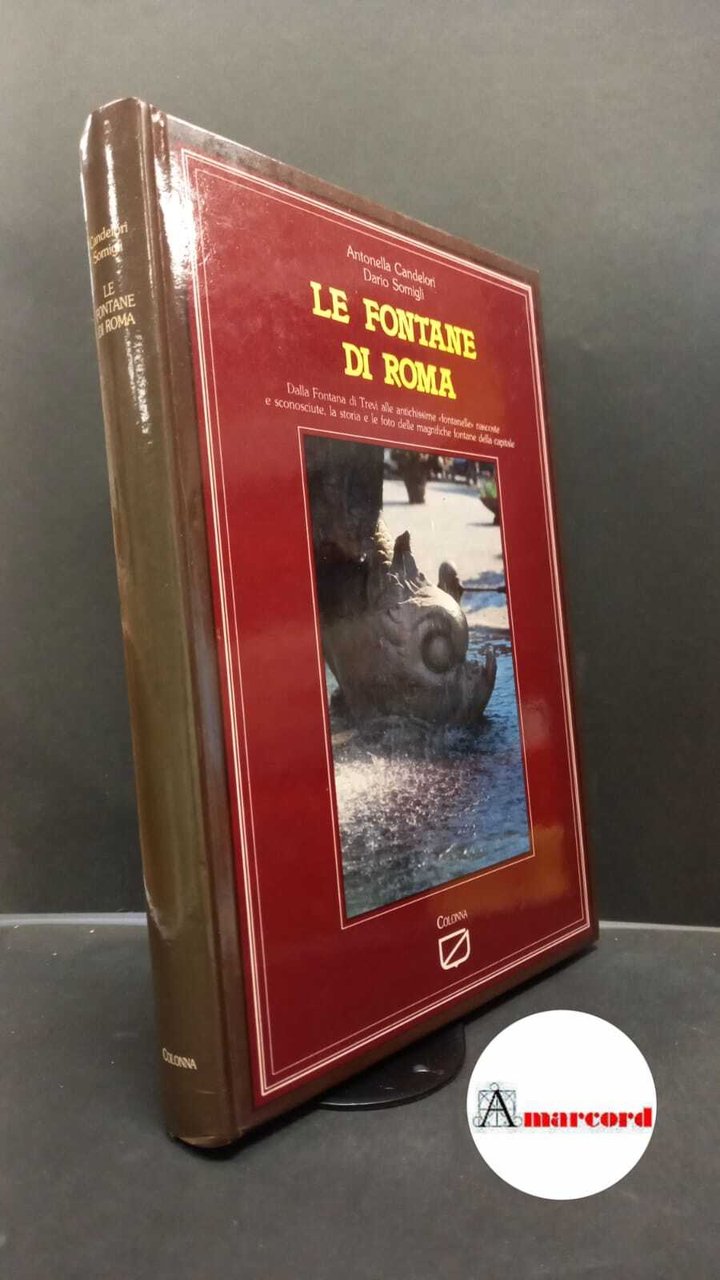 Candelori
Somigli
LE
FONTANE
DI ROMA
COLONNA
Antonella Candelori
Dario Somigli
LE FONTANE
DI ROMA
Dalla Fontana di Trevi alle antichissime «fontanelle» nascoste
e sconosciute, la storia e le foto delle magnifiche fontane della capitale
COLONNA
Amarcord